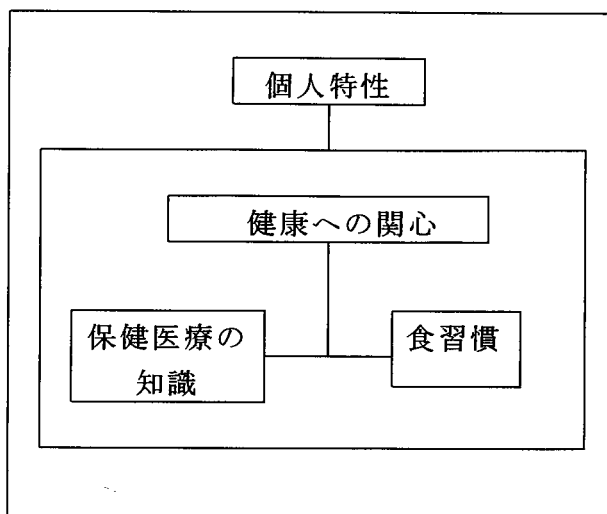 個人特性
健康への関心
保健医療の
知識
食習慣